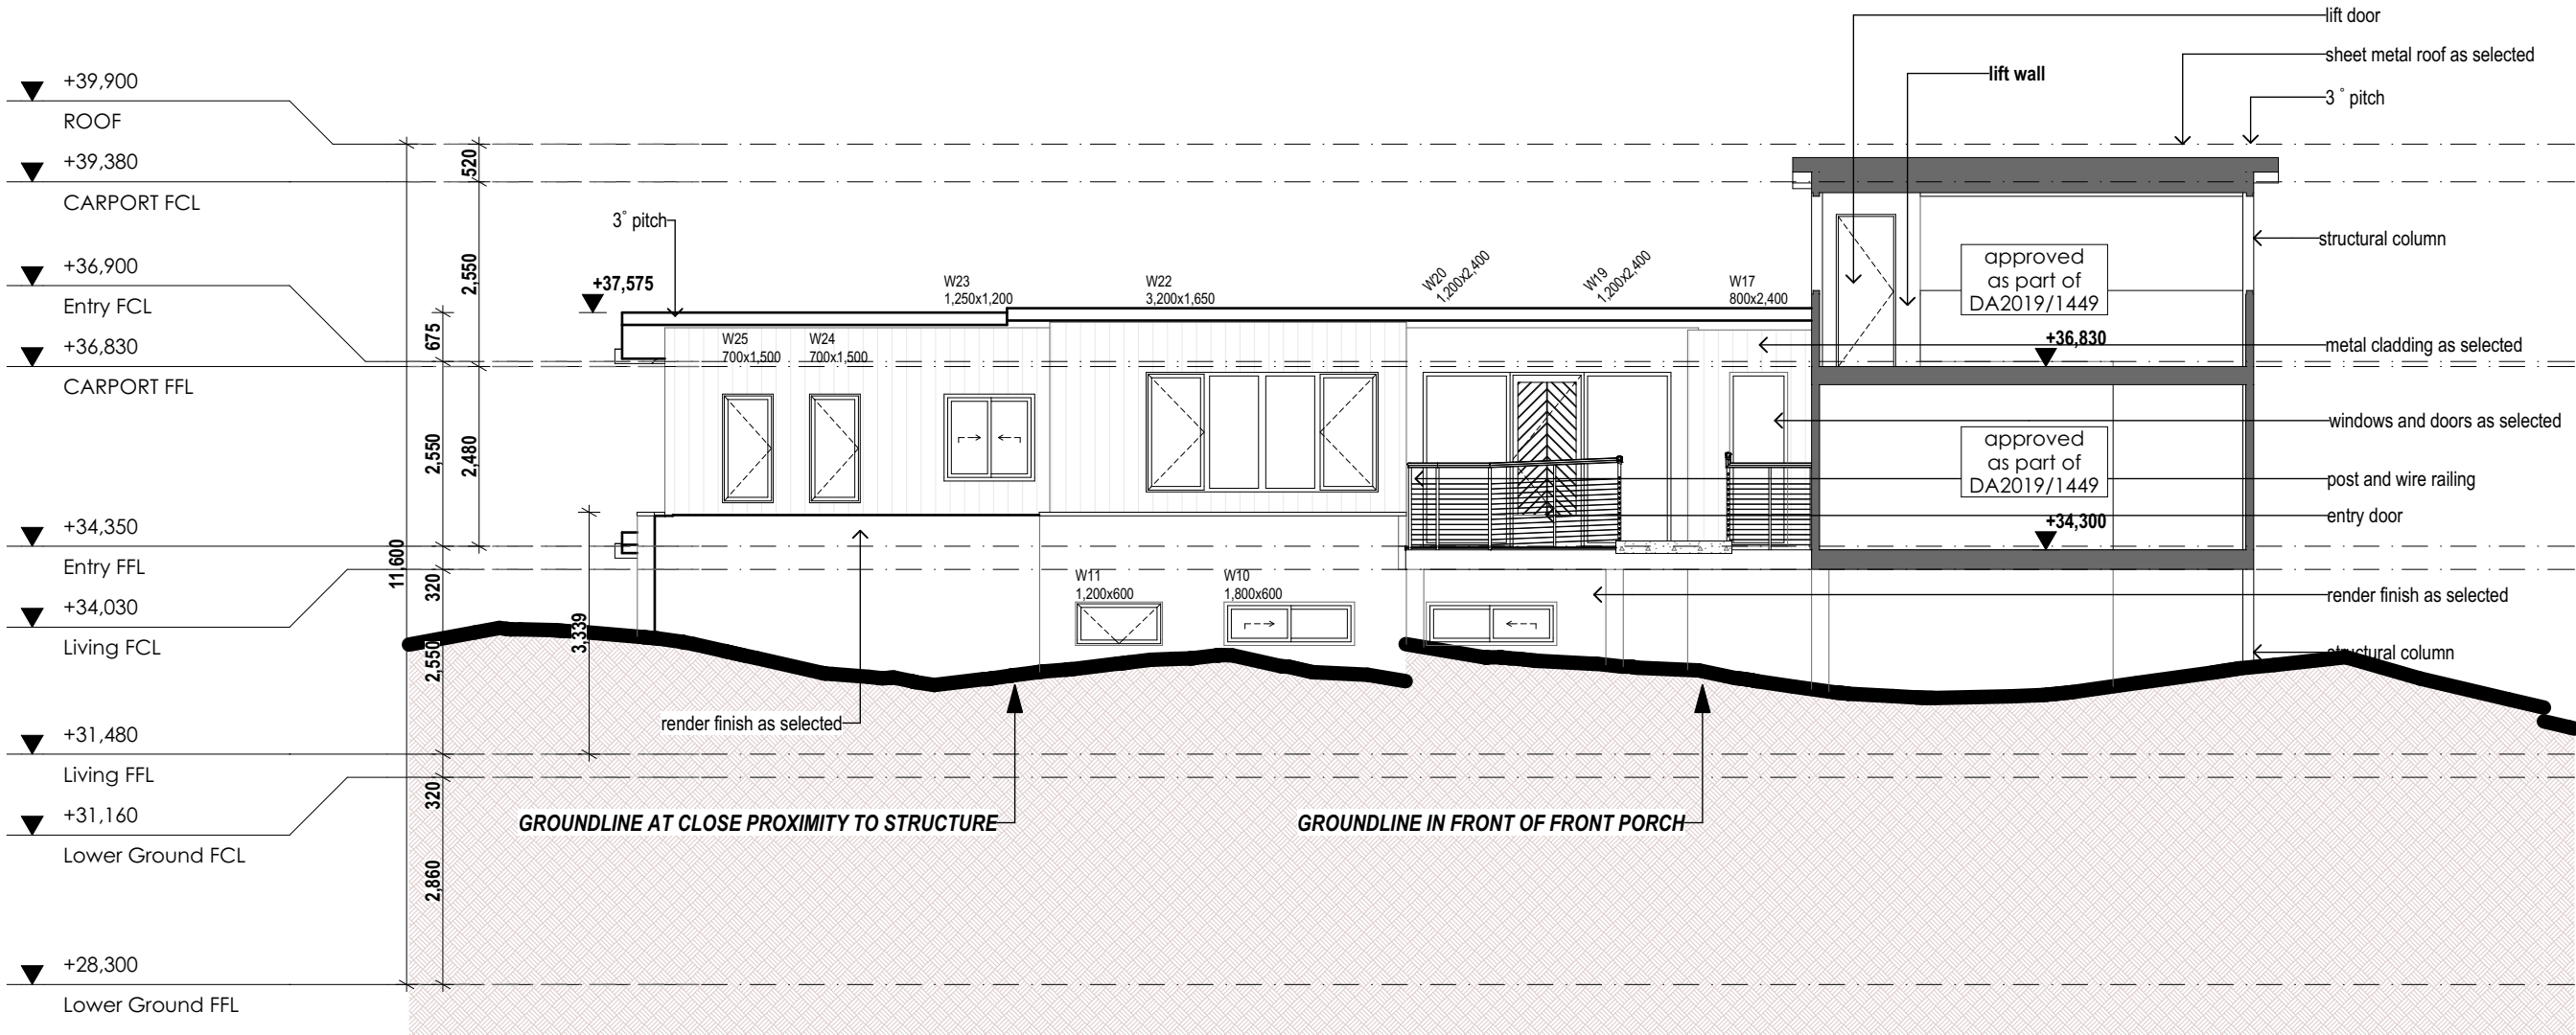 +39,900
ROOF
+39,380
CARPORT FCL
+36,900
Entry FCL
+36,830
CARPORT FFL
+34,350
Entry FFL
+34,030
Living FCL
+31,480
Living FFL
+31,160
Lower Ground FCL
+28,300
Lower Ground FFL
11,600
520
2,550
2,480
675
2,550
320
2,550
320
2,860
3,339
3° pitch
+37,575
W25
700x1,500
W24
700x1,500
W23
1,250x1,200
W22
3,200x1,650
W20
1,200x2,400
W19
1,200x2,400
W17
800x2,400
W11
1,200x600
W10
1,800x600
render finish as selected
GROUNDLINE AT CLOSE PROXIMITY TO STRUCTURE
GROUNDLINE IN FRONT OF FRONT PORCH
approved
as part of
DA2019/1449
+36,830
approved
as part of
DA2019/1449
+34,300
lift door
sheet metal roof as selected
lift wall
3° pitch
structural column
metal cladding as selected
windows and doors as selected
post and wire railing
entry door
render finish as selected
structural column